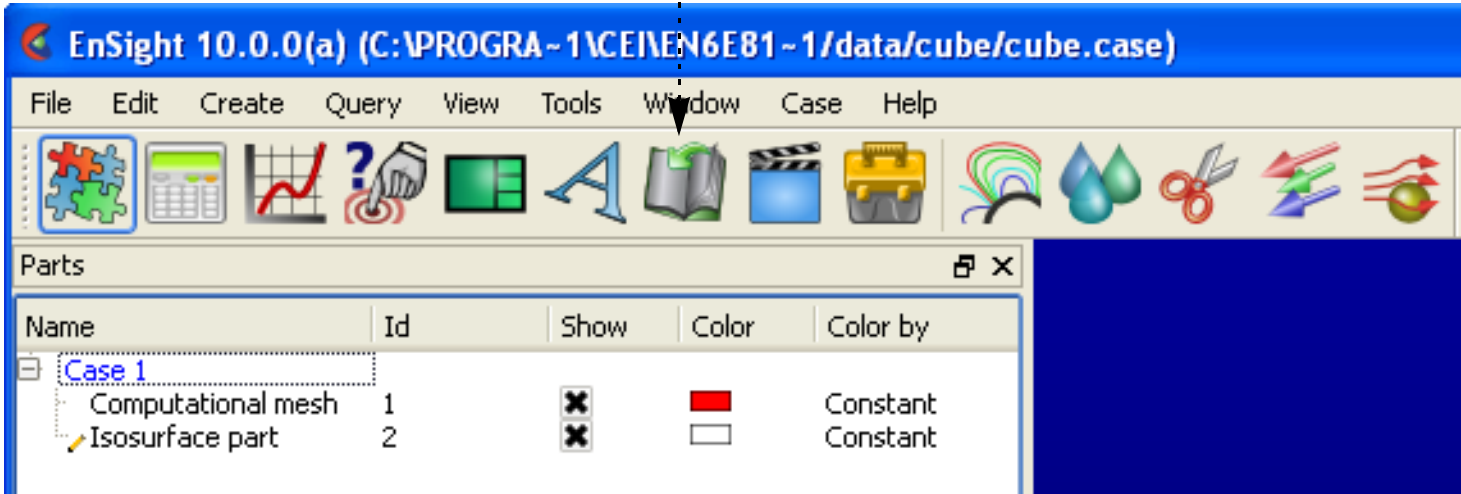 EnSight 10.0.0(a) (C:\PROGRA~1\CEI\EN6E81~1/data/cube/cube.case)
File Edit Create Query View Tools Window Case Help
Parts
Name Id Show Color Color by
Case 1
Computational mesh 1 Constant
Isosurface part 2 Constant